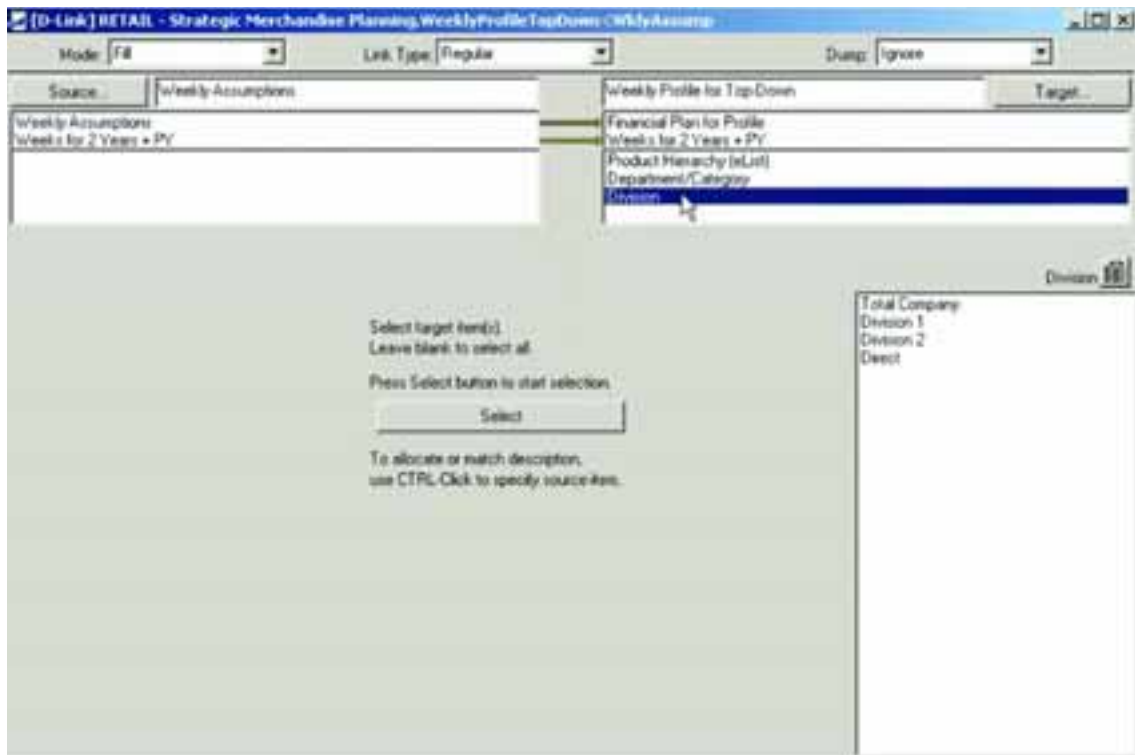 [D-Link] RETAIL - Strategic Merchandise Planning.WeeklyProfileTopDown <WklyAssump
Mode: Fill Link Type: Regular Dump: Ignore
Source... Weekly Assumptions Weekly Profile for Top-Down Target...
Weekly Assumptions Financial Plan for Profile
Weeks for 2 Years + PY Weeks for 2 Years + PY
Product Hierarchy (eList)
Department/Category
Division
Division
Total Company
Division 1
Division 2
Direct
Select target item(s).
Leave blank to select all.
Press Select button to start selection.
Select
To allocate or match description,
use CTRL-Click to specify source item.